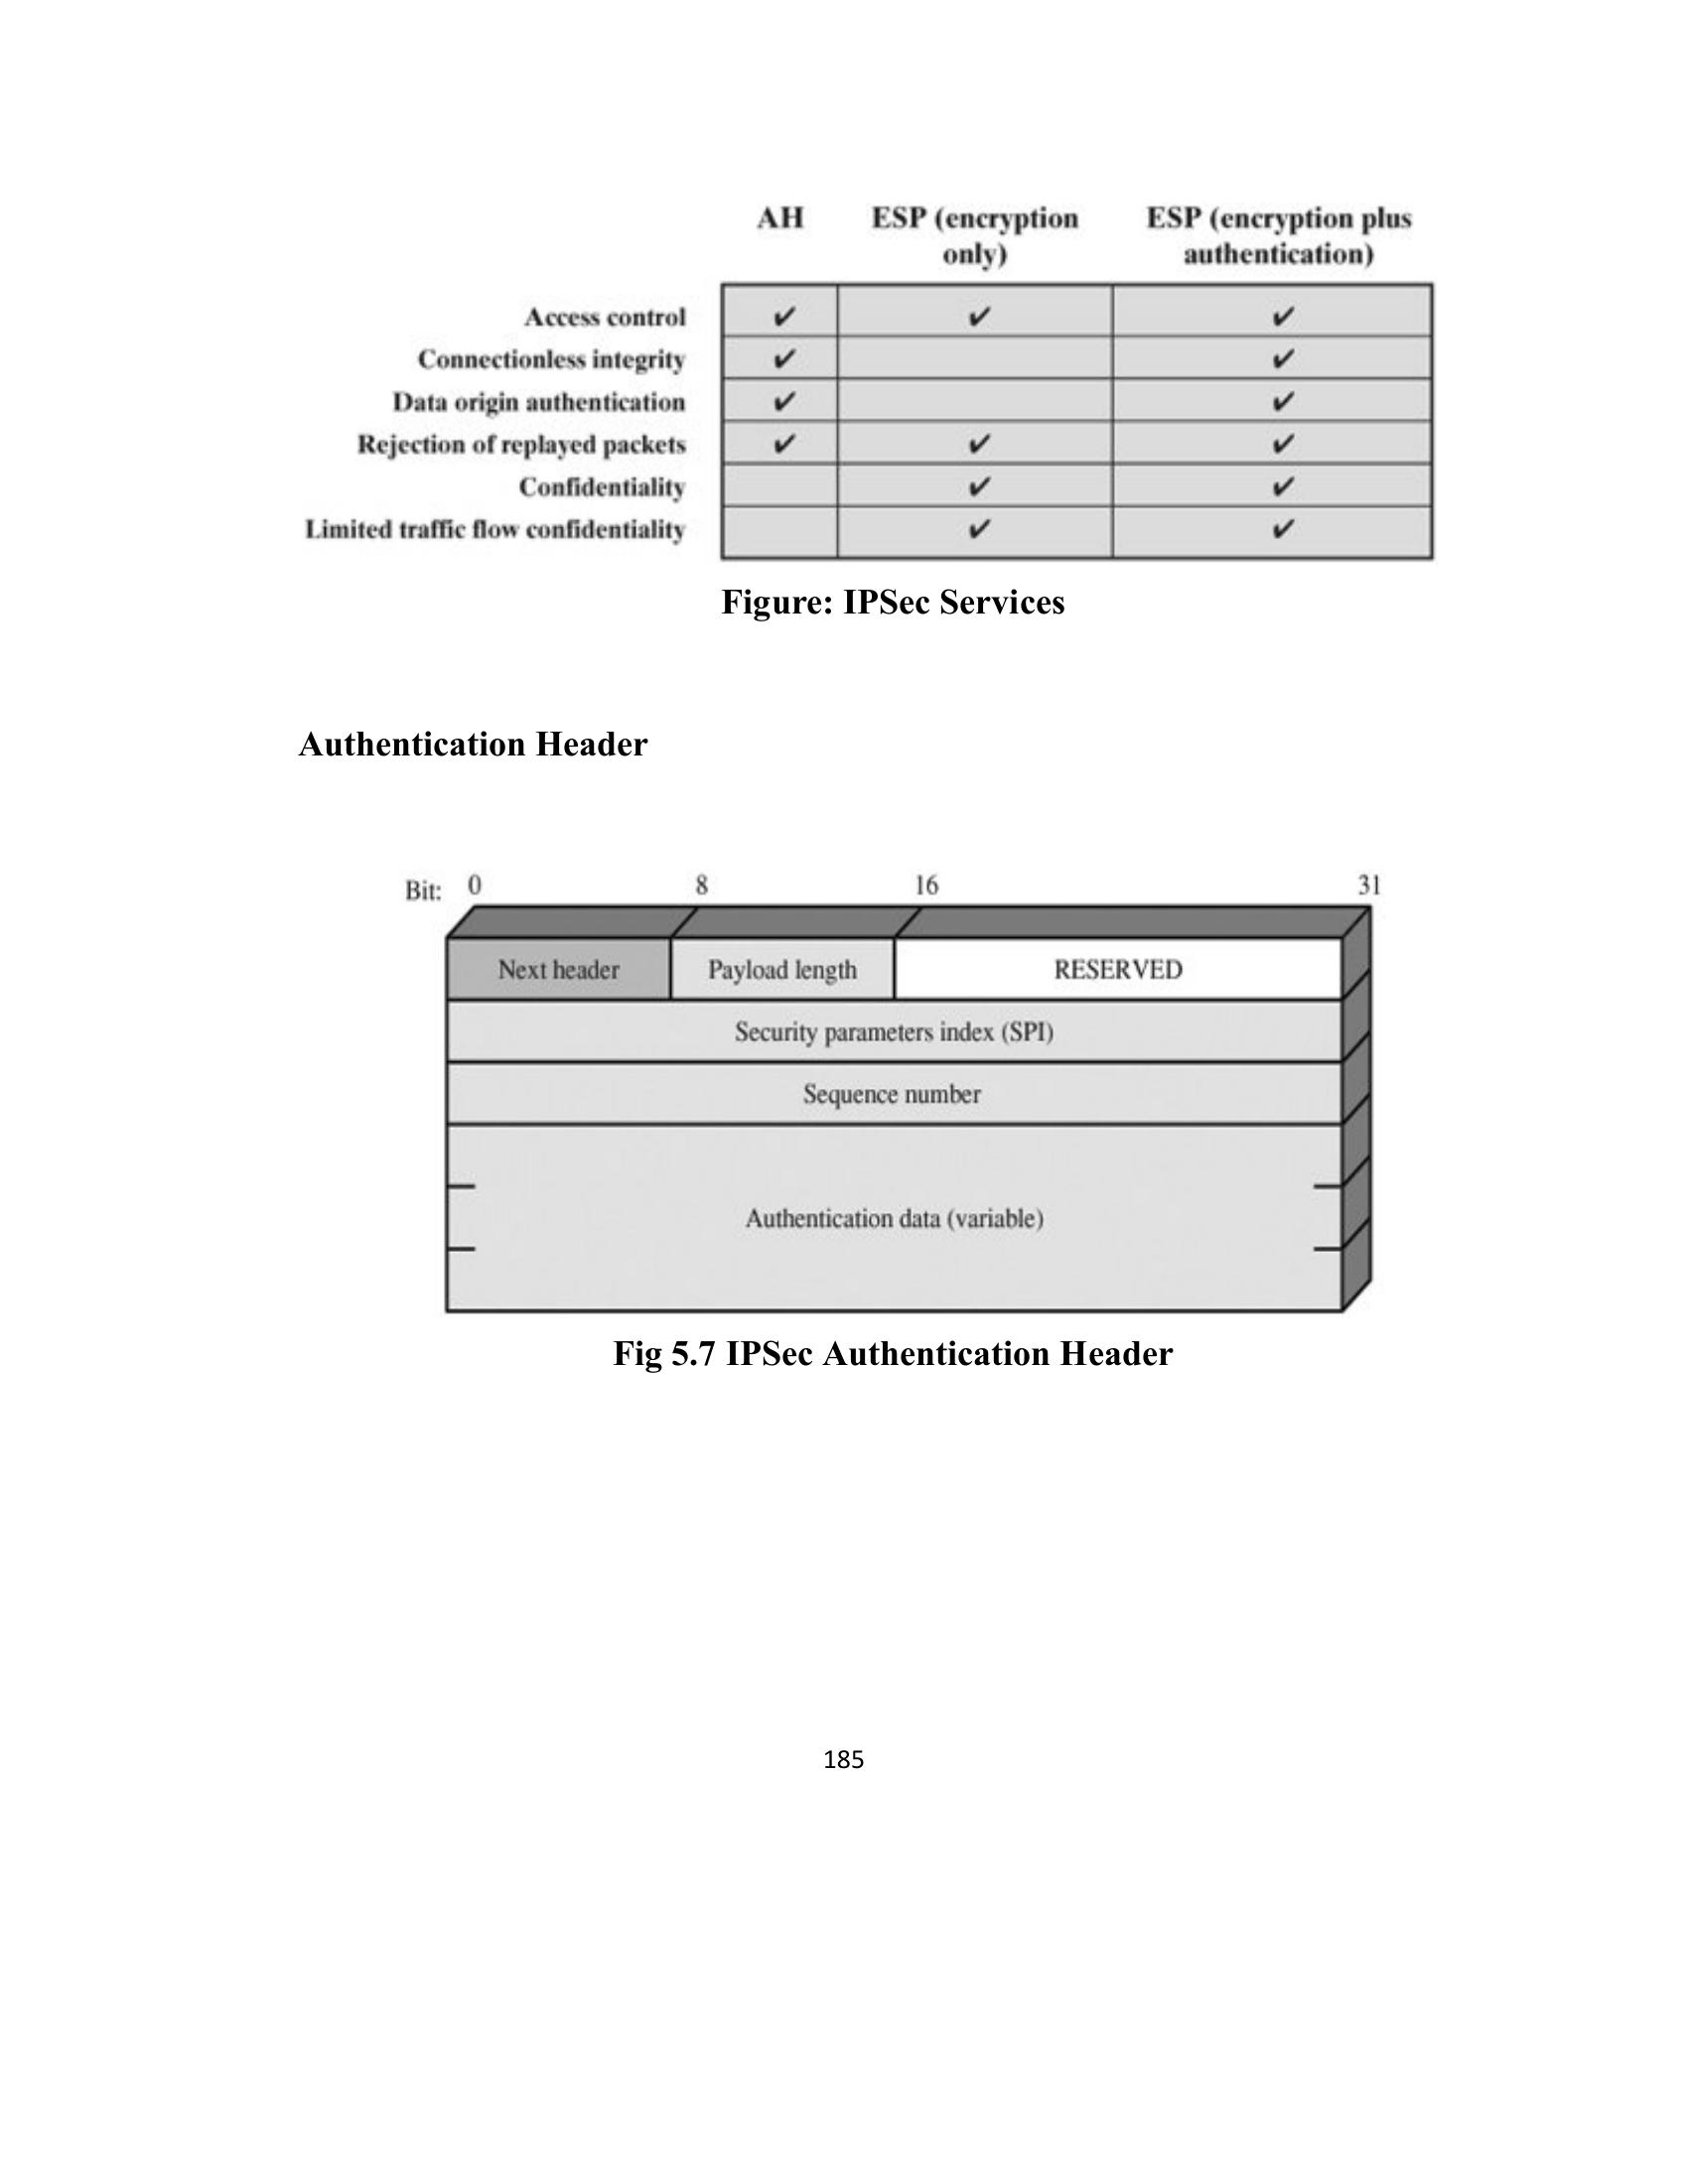 AH ESP (encryption only) ESP (encryption plus authentication)
Access control ✔ ✔ ✔
Connectionless integrity ✔ ✔
Data origin authentication ✔ ✔
Rejection of replayed packets ✔ ✔ ✔
Confidentiality ✔ ✔
Limited traffic flow confidentiality ✔ ✔
Figure: IPSec Services
Authentication Header
Bit: 0 8 16 31
Next header Payload length RESERVED
Security parameters index (SPI)
Sequence number
Authentication data (variable)
Fig 5.7 IPSec Authentication Header
185